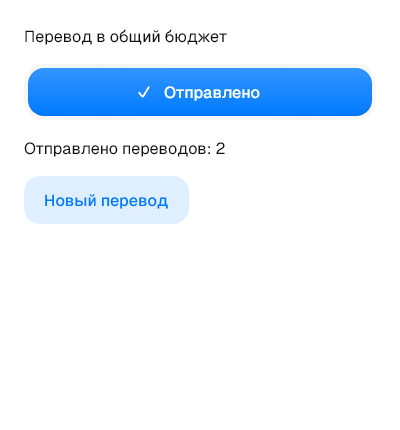 Перевод в общий бюджет
Отправлено
Отправлено переводов: 2
Новый перевод